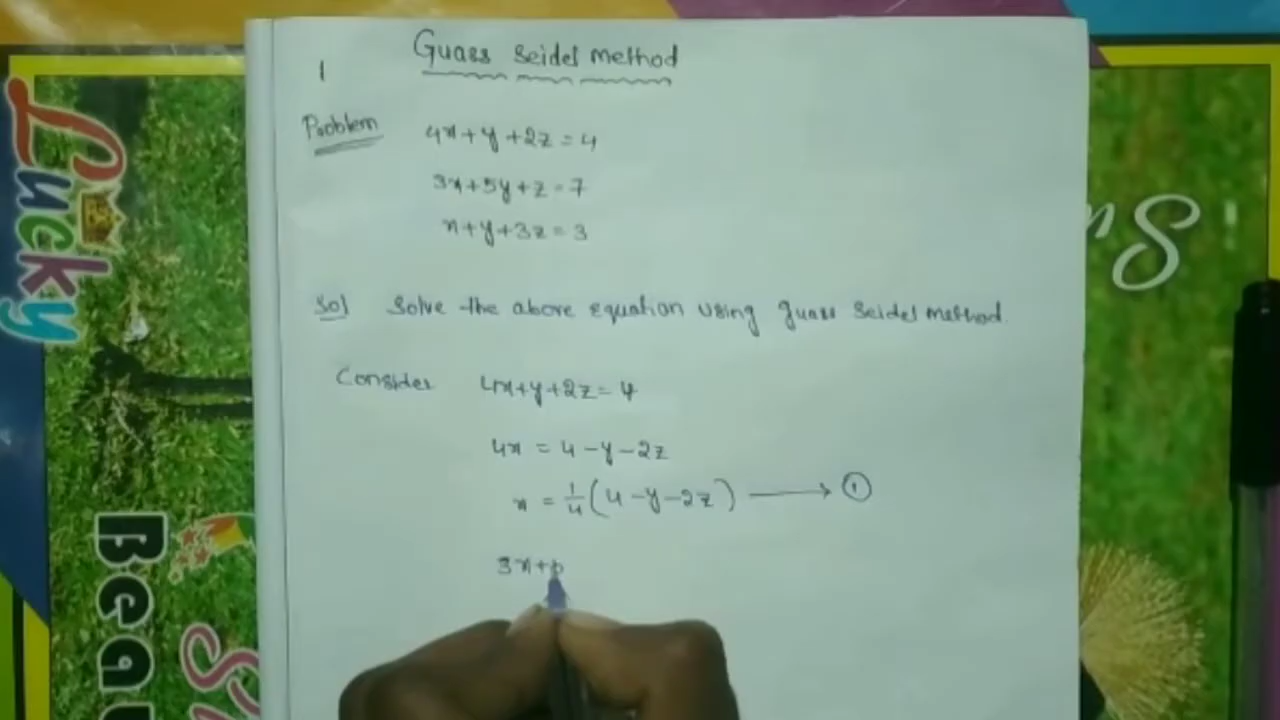 1
Guass Seidel Method
Problem
4x+y+2z=4
3x+5y+z=7
x+y+3z=3
Sol Solve the above equation using guass Seidel Method.
Consider 4x+y+2z=4
4x = 4-y-2z
x = 1/4 (4-y-2z) → ①
3x+
Lucky
Bea